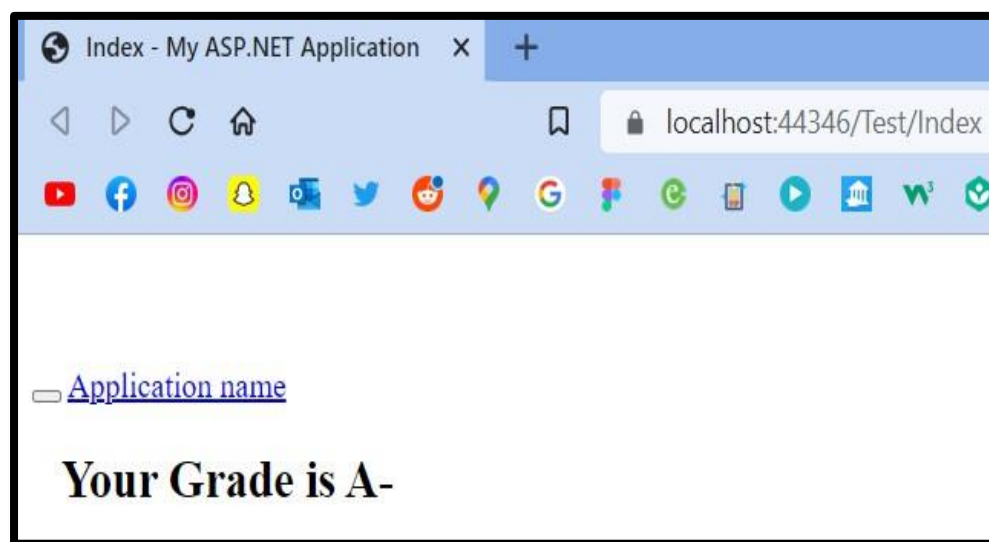 Index - My ASP.NET Application
localhost:44346/Test/Index
Application name
Your Grade is A-